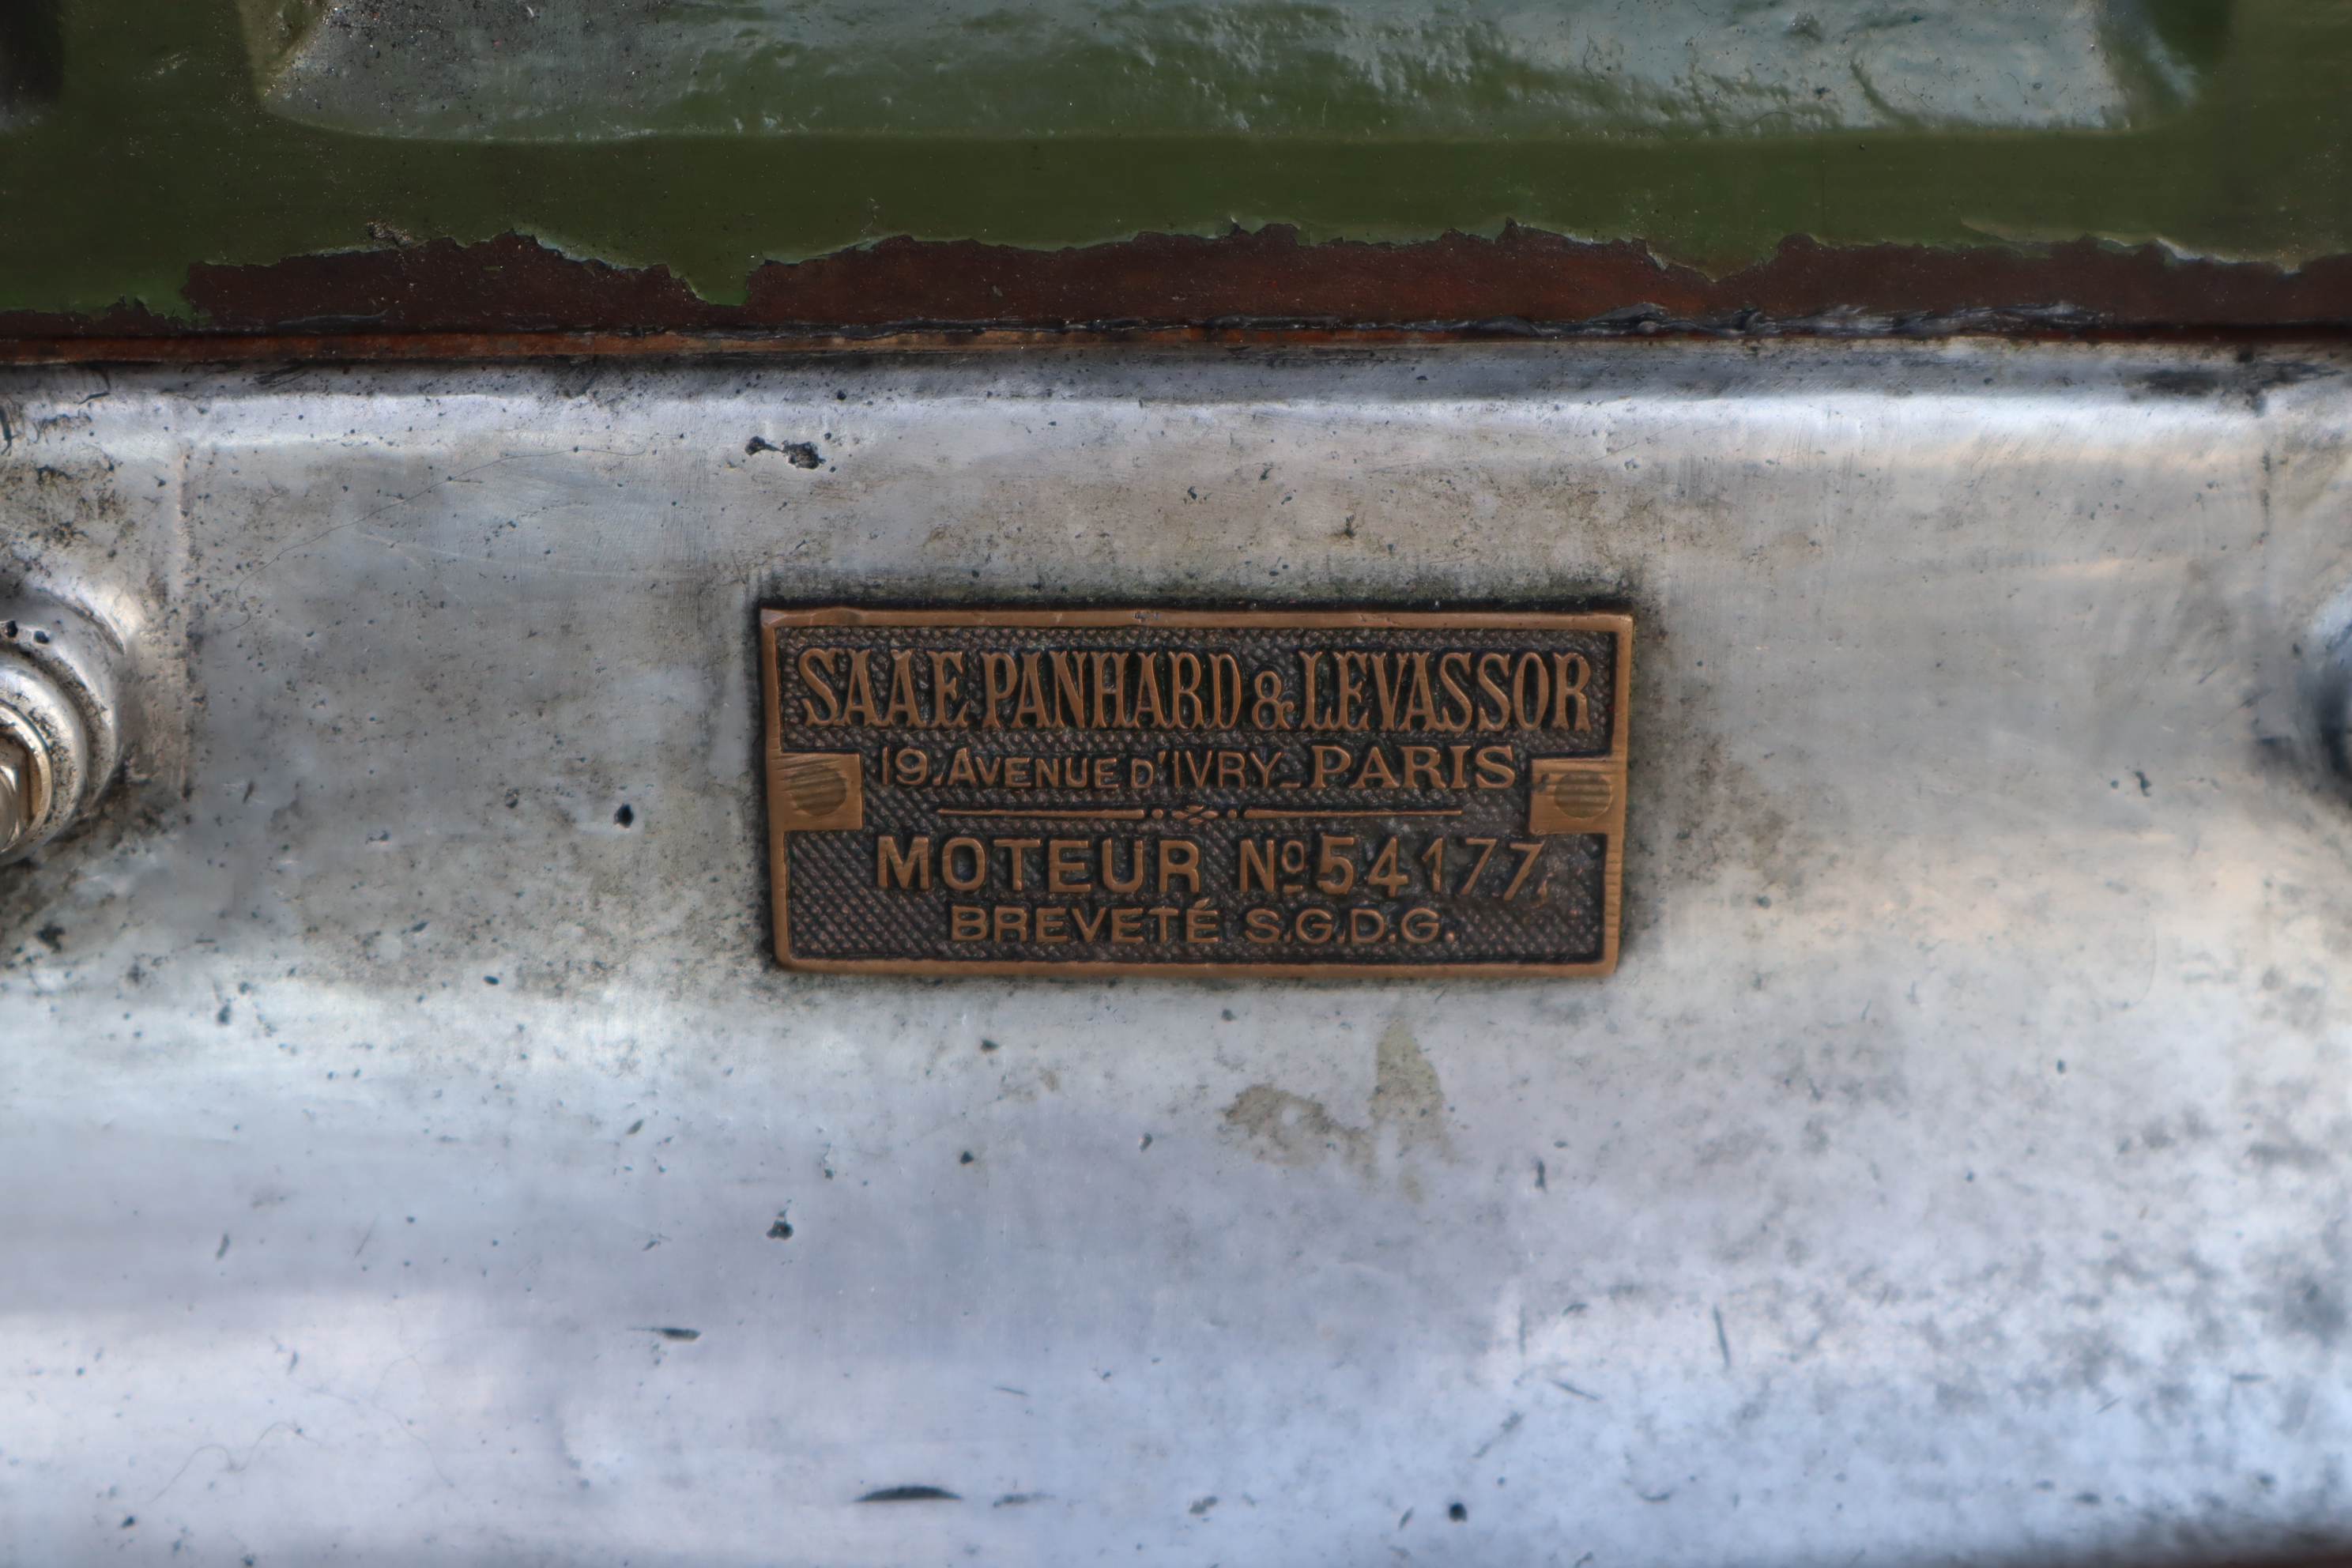 SAAE PANHARD & LEVASSOR
19. AVENUE D'IVRY_PARIS
MOTEUR Nº 54177
BREVETÉ S.G.D.G.